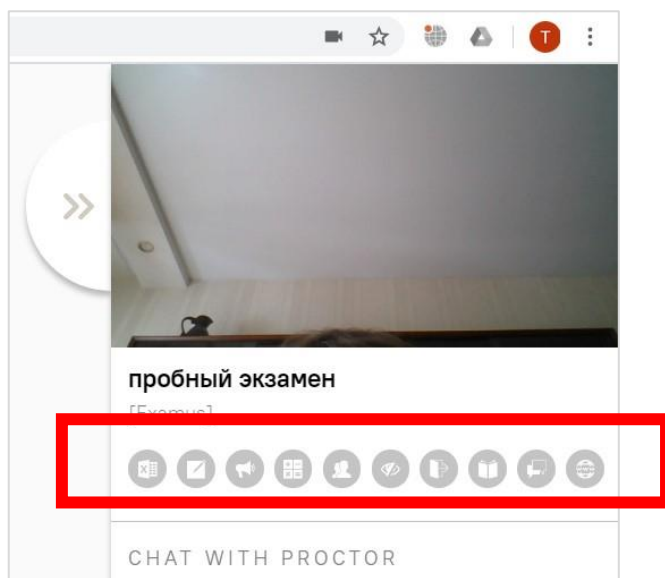 T
пробный экзамен
[Examus]
CHAT WITH PROCTOR